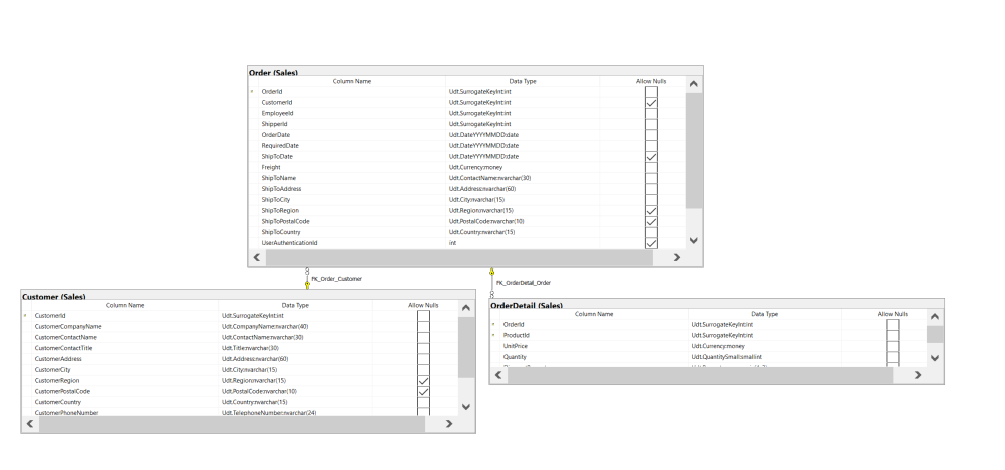 Order (Sales)
Column Name Data Type Allow Nulls
OrderId Udt.SurrogateKeyInt:int
CustomerId Udt.SurrogateKeyInt:int
EmployeeId Udt.SurrogateKeyInt:int
ShipperId Udt.SurrogateKeyInt:int
OrderDate Udt.DateYYYYMMDD:date
RequiredDate Udt.DateYYYYMMDD:date
ShipToDate Udt.DateYYYYMMDD:date
Freight Udt.Currency:money
ShipToName Udt.ContactName:nvarchar(30)
ShipToAddress Udt.Address:nvarchar(60)
ShipToCity Udt.City:nvarchar(15)
ShipToRegion Udt.Region:nvarchar(15)
ShipToPostalCode Udt.PostalCode:nvarchar(10)
ShipToCountry Udt.Country:nvarchar(15)
UserAuthenticationId int
FK_Order_Customer
FK_OrderDetail_Order
Customer (Sales)
Column Name Data Type Allow Nulls
CustomerId Udt.SurrogateKeyInt:int
CustomerCompanyName Udt.CompanyName:nvarchar(40)
CustomerContactName Udt.ContactName:nvarchar(30)
CustomerContactTitle Udt.Title:nvarchar(30)
CustomerAddress Udt.Address:nvarchar(60)
CustomerCity Udt.City:nvarchar(15)
CustomerRegion Udt.Region:nvarchar(15)
CustomerPostalCode Udt.PostalCode:nvarchar(10)
CustomerCountry Udt.Country:nvarchar(15)
CustomerPhoneNumber Udt.TelephoneNumber:nvarchar(24)
OrderDetail (Sales)
Column Name Data Type Allow Nulls
OrderId Udt.SurrogateKeyInt:int
ProductId Udt.SurrogateKeyInt:int
UnitPrice Udt.Currency:money
Quantity Udt.QuantitySmall:smallint